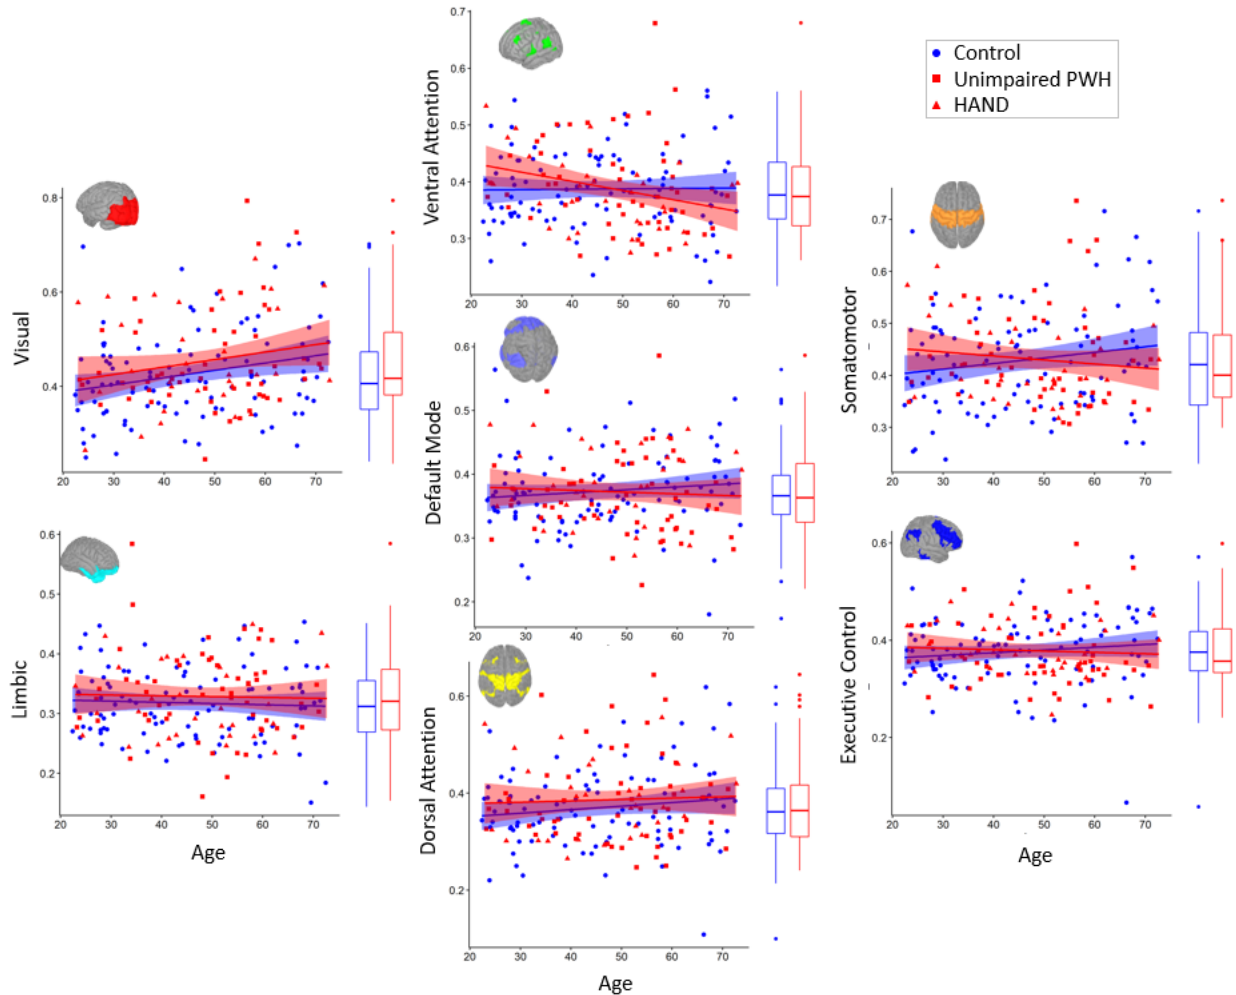 Control
Unimpaired PWH
HAND
Ventral Attention
0.7
0.6
0.5
0.4
0.3
20 30 40 50 60 70
Visual
0.8
0.6
0.4
20 30 40 50 60 70
Default Mode
0.6
0.5
0.4
0.3
0.2
20 30 40 50 60 70
Somatomotor
0.7
0.6
0.5
0.4
0.3
20 30 40 50 60 70
Limbic
0.6
0.5
0.4
0.3
0.2
20 30 40 50 60 70
Age
Dorsal Attention
0.6
0.4
0.2
20 30 40 50 60 70
Age
Executive Control
0.6
0.4
0.2
20 30 40 50 60 70
Age